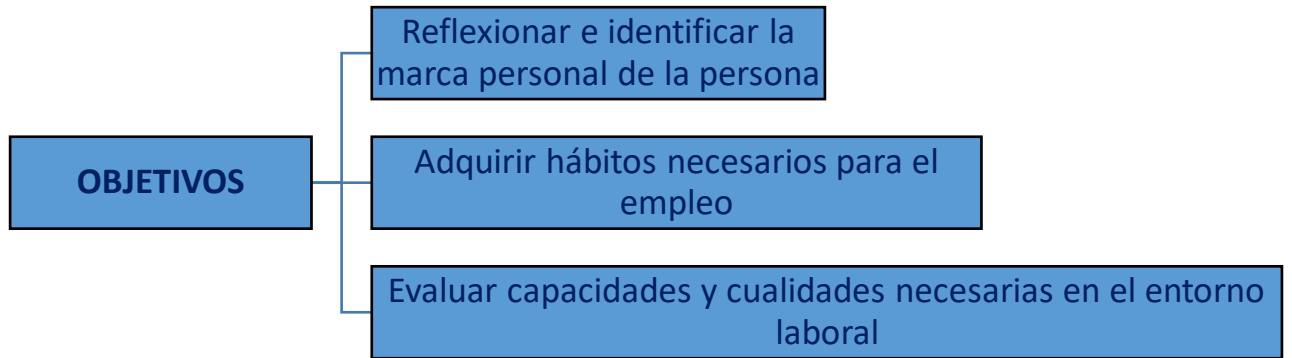 OBJETIVOS
Reflexionar e identificar la
marca personal de la persona
Adquirir hábitos necesarios para el
empleo
Evaluar capacidades y cualidades necesarias en el entorno
laboral